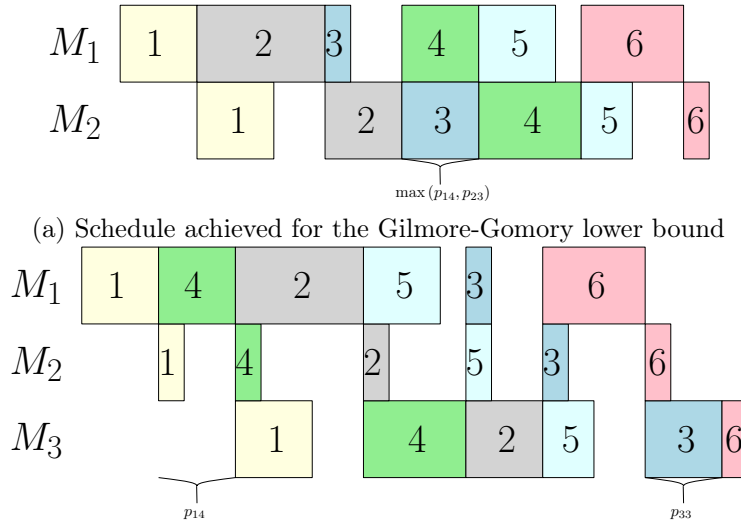 M₁ 1 2 3 4 5 6
M₂ 1 2 3 4 5 6
max (p₁₄, p₂₃)
(a) Schedule achieved for the Gilmore-Gomory lower bound
M₁ 1 4 2 5 3 6
M₂ 1 4 2 5 3 6
M₃ 1 4 2 5 3 6
p₁₄ p₃₃